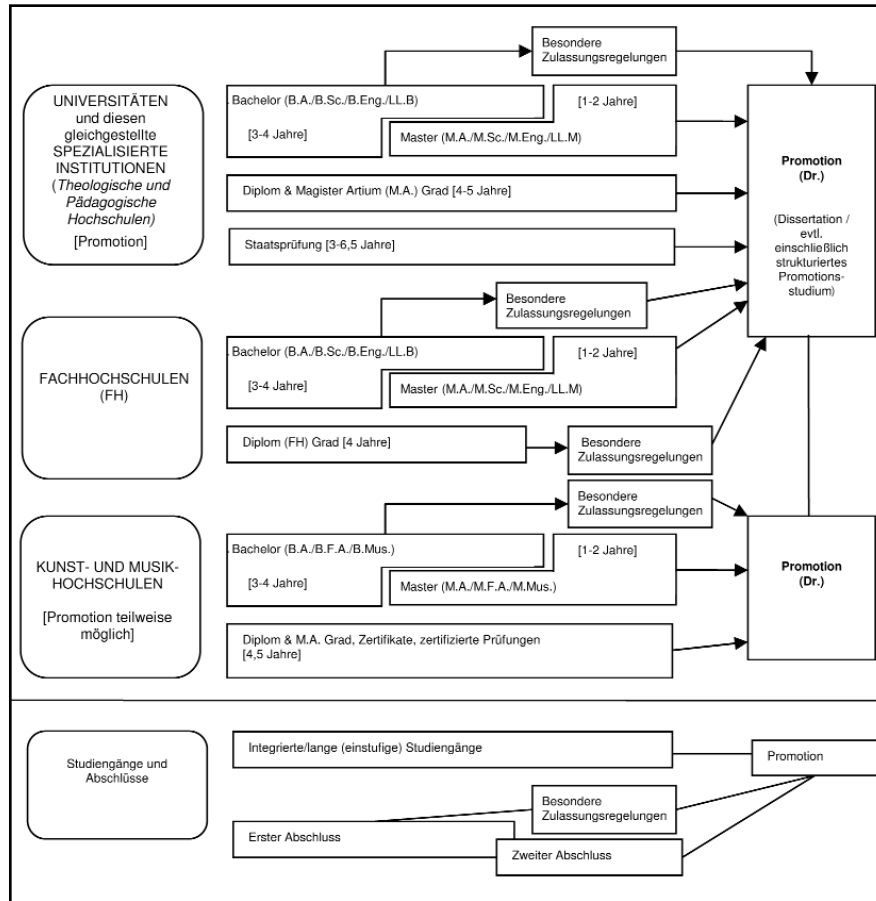 Besondere
Zulassungsregelungen
UNIVERSITÄTEN
und diesen
gleichgestellte
SPEZIALISIERTE
INSTITUTIONEN
(Theologische und
Pädagogische
Hochschulen)
[Promotion]
Bachelor (B.A./B.Sc./B.Eng./LL.B)
[1-2 Jahre]
[3-4 Jahre]
Master (M.A./M.Sc./M.Eng./LL.M)
Diplom & Magister Artium (M.A.) Grad [4-5 Jahre]
Staatsprüfung [3-6,5 Jahre]
Promotion
(Dr.)
(Dissertation /
evtl.
einschließlich
strukturiertes
Promotions-
studium)
FACHHOCHSCHULEN
(FH)
Besondere
Zulassungsregelungen
Bachelor (B.A./B.Sc./B.Eng./LL.B)
[1-2 Jahre]
[3-4 Jahre]
Master (M.A./M.Sc./M.Eng./LL.M)
Diplom (FH) Grad [4 Jahre]
Besondere
Zulassungsregelungen
KUNST- UND MUSIK-
HOCHSCHULEN
[Promotion teilweise
möglich]
Besondere
Zulassungsregelungen
Bachelor (B.A./B.F.A./B.Mus.)
[1-2 Jahre]
[3-4 Jahre]
Master (M.A./M.F.A./M.Mus.)
Diplom & M.A. Grad, Zertifikate, zertifizierte Prüfungen
[4,5 Jahre]
Promotion
(Dr.)
Studiengänge und
Abschlüsse
Integrierte/lange (einstufige) Studiengänge
Promotion
Besondere
Zulassungsregelungen
Erster Abschluss
Zweiter Abschluss